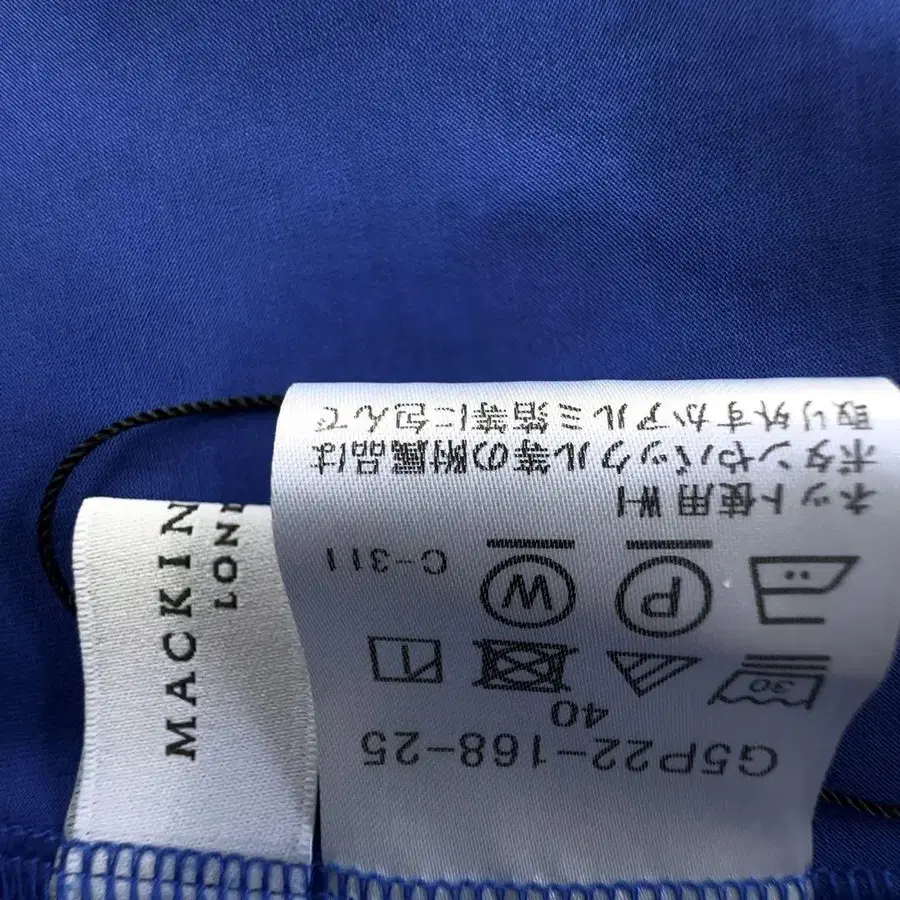 G5P22-168-25
40
30
P W C-311
ネット使用 W-I
ボタンやバックル等の附属品は
取り外すかアルミ箔等に包んで
MACKIN
LOND